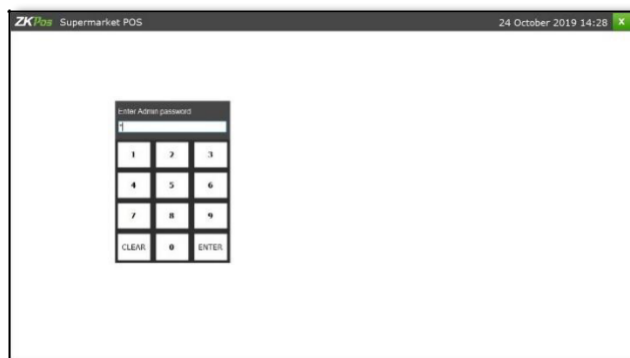 ZKPos Supermarket POS 24 October 2019 14:28 X
Enter Admin password
*
1 2 3
4 5 6
7 8 9
CLEAR 0 ENTER